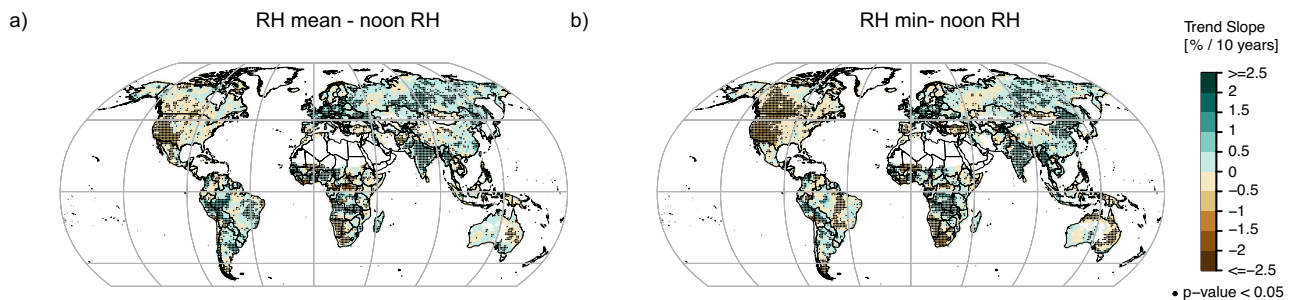 a)
RH mean - noon RH
b)
RH min- noon RH
Trend Slope
[% / 10 years]
>=2.5
2
1.5
1
0.5
0
−0.5
−1
−1.5
−2
<=−2.5
• p−value < 0.05